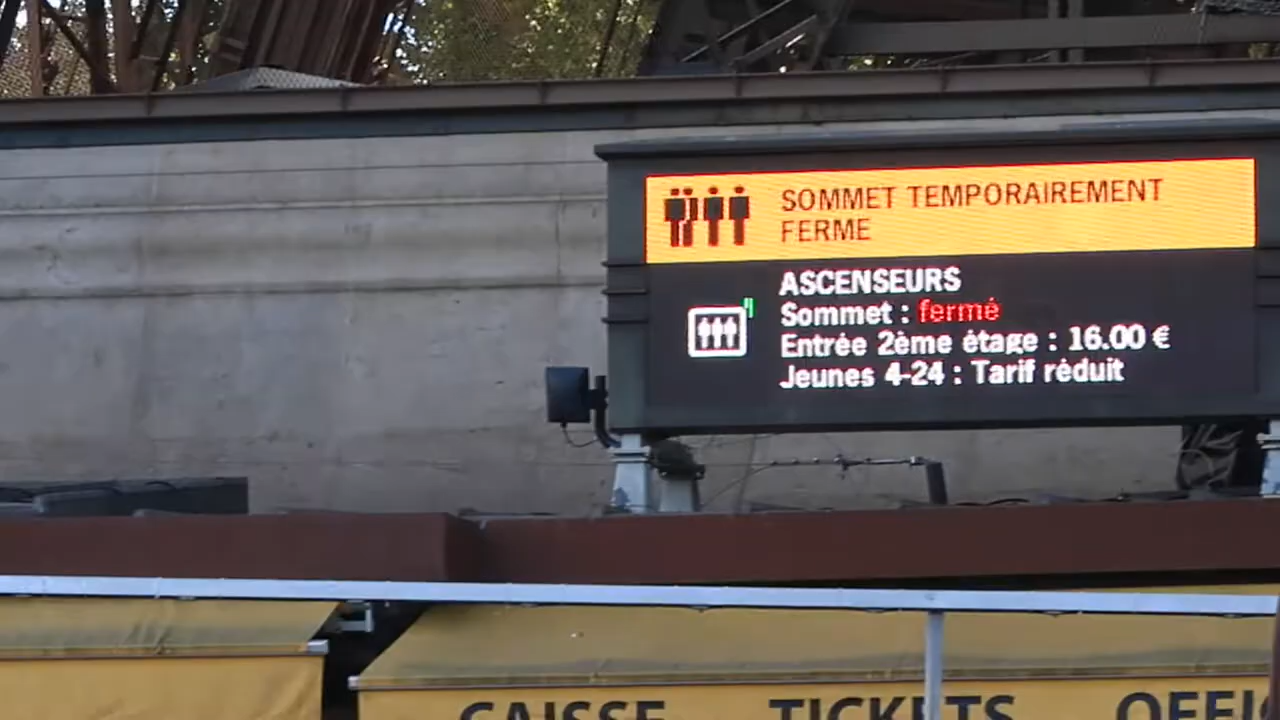 SOMMET TEMPORAIREMENT
FERME
ASCENSEURS
Sommet : fermé
Entrée 2ème étage : 16.00 €
Jeunes 4-24 : Tarif réduit
CAISSE TICKETS